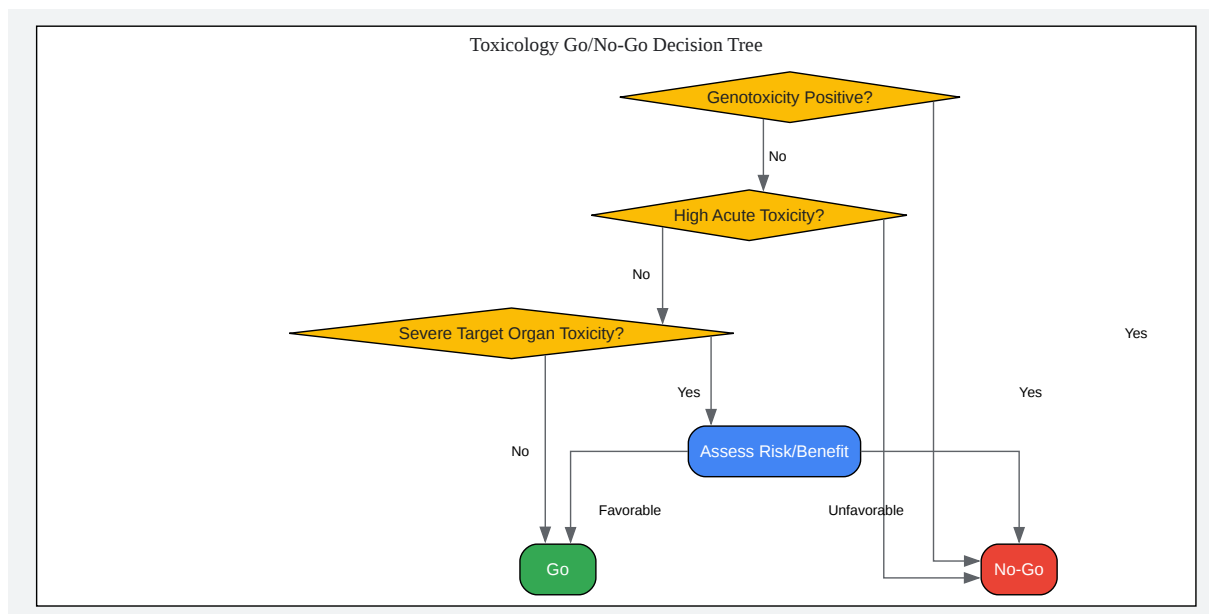 Toxicology Go/No-Go Decision Tree
Genotoxicity Positive?
No
High Acute Toxicity?
No
Severe Target Organ Toxicity?
Yes
Yes
Yes
Assess Risk/Benefit
No
Favorable
Unfavorable
Go
No-Go